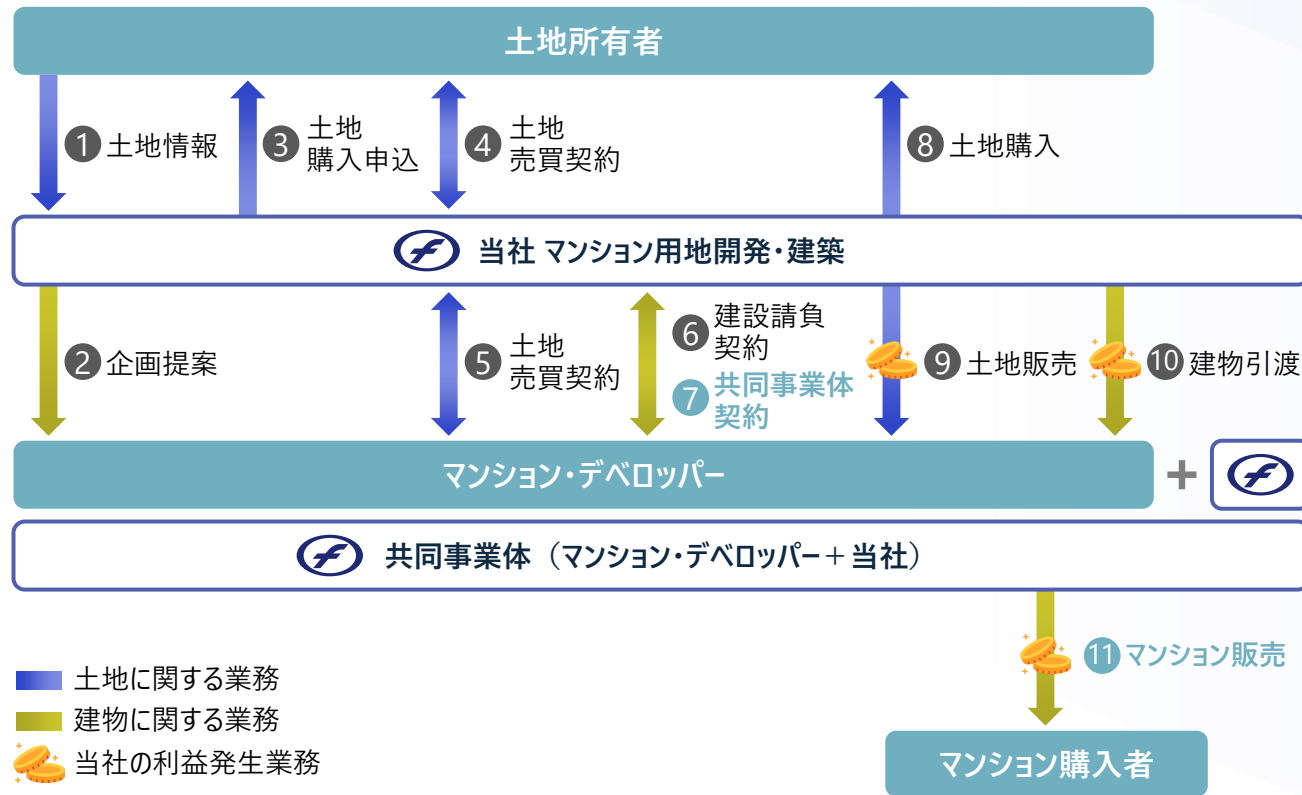 土地所有者
1 土地情報
3 土地
購入申込
4 土地
売買契約
8 土地購入
当社 マンション用地開発・建築
2 企画提案
5 土地
売買契約
6 建設請負
契約
7 共同事業体
契約
9 土地販売
10 建物引渡
マンション・デベロッパー
+
共同事業体（マンション・デベロッパー＋当社）
11 マンション販売
土地に関する業務
建物に関する業務
当社の利益発生業務
マンション購入者